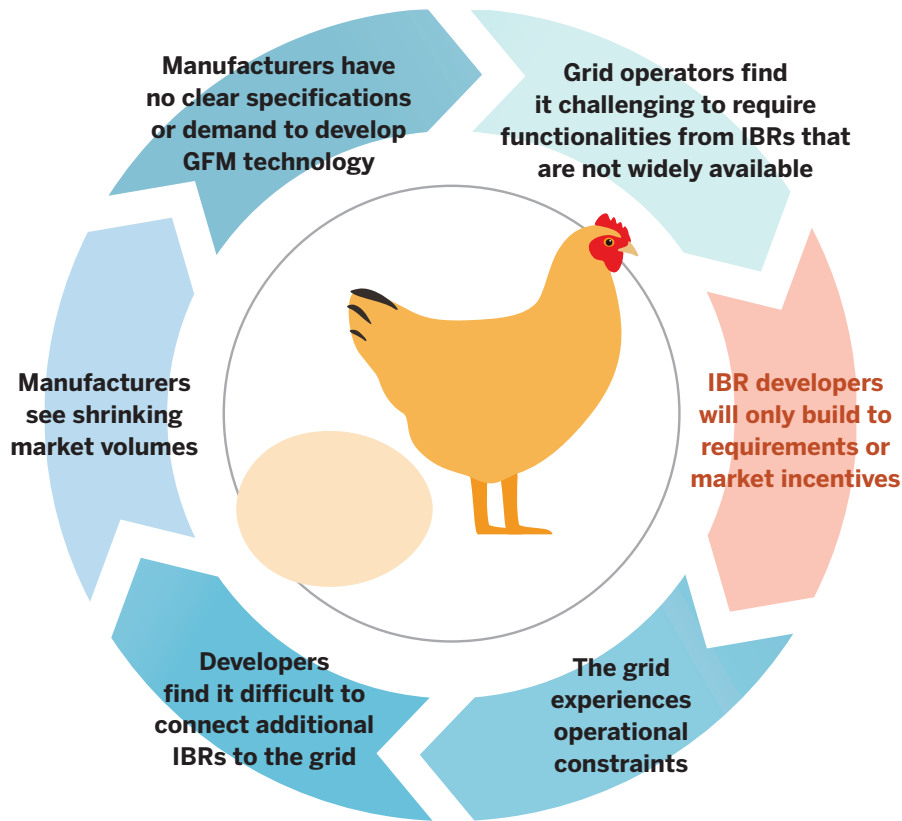 Manufacturers have
no clear specifications
or demand to develop
GFM technology
Grid operators find
it challenging to require
functionalities from IBRs that
are not widely available
IBR developers
will only build to
requirements or
market incentives
The grid
experiences
operational
constraints
Developers
find it difficult to
connect additional
IBRs to the grid
Manufacturers
see shrinking
market volumes